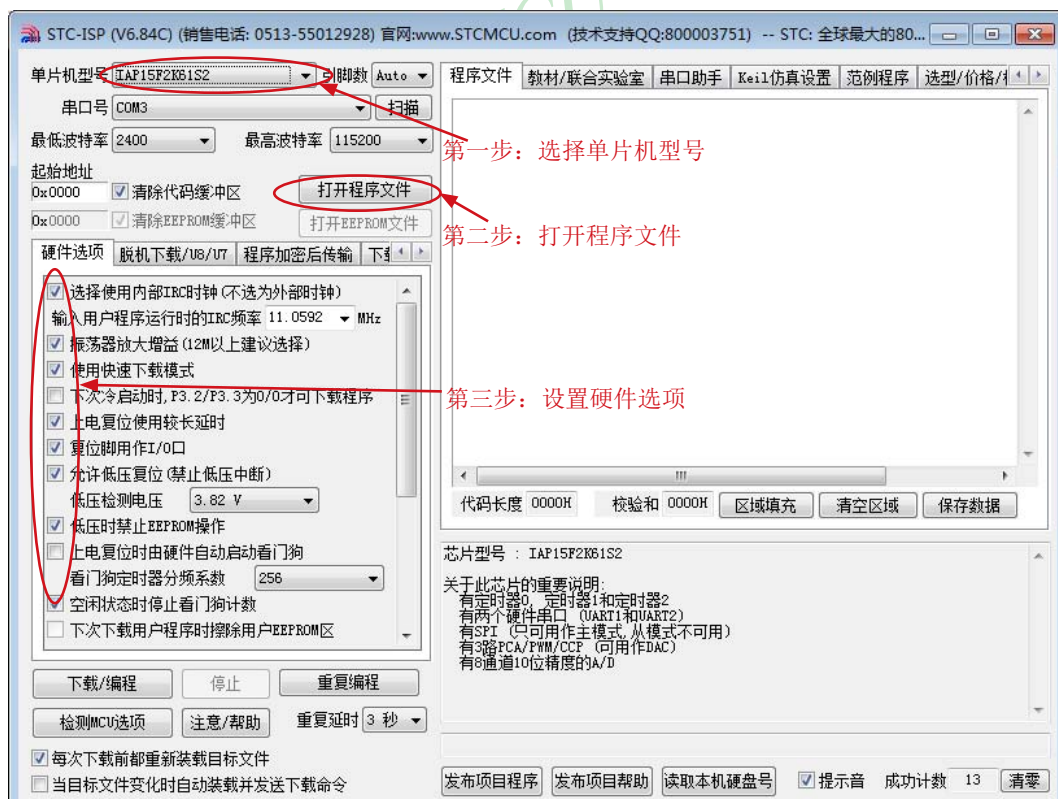 STC-ISP (V6.84C) (销售电话: 0513-55012928) 官网:www.STCMCU.com (技术支持QQ:800003751) -- STC: 全球最大的80...
单片机型号 IAP15F2K61S2 引脚数 Auto
串口号 COM3 扫描
最低波特率 2400 最高波特率 115200
起始地址
0x0000 清除代码缓冲区 打开程序文件
0x0000 清除EEPROM缓冲区 打开EEPROM文件
硬件选项 脱机下载/U8/U7 程序加密后传输
选择使用内部IRC时钟(不选为外部时钟)
输入用户程序运行时的IRC频率 11.0592 MHz
振荡器放大增益(12M以上建议选择)
使用快速下载模式
下次冷启动时,P3.2/P3.3为0/0才可下载程序
上电复位使用较长延时
复位脚用作I/O口
允许低压复位(禁止低压中断)
低压检测电压 3.82 V
低压时禁止EEPROM操作
上电复位时由硬件自动启动看门狗
看门狗定时器分频系数 256
空闲状态时停止看门狗计数
下次下载用户程序时擦除用户EEPROM区
下载/编程 停止 重复编程
检测MCU选项 注意/帮助 重复延时 3 秒
每次下载前都重新装载目标文件
当目标文件变化时自动装载并发送下载命令
程序文件 教材/联合实验室 串口助手 Keil仿真设置 范例程序 选型/价格/
第一步：选择单片机型号
第二步：打开程序文件
第三步：设置硬件选项
代码长度 0000H 校验和 0000H 区域填充 清空区域 保存数据
芯片型号 : IAP15F2K61S2
关于此芯片的重要说明:
有定时器0, 定时器1和定时器2
有两个硬件串口 (UART1和UART2)
有SPI (只可用作主模式,从模式不可用)
有3路PCA/PWM/CCP (可用作DAC)
有8通道10位精度的A/D
发布项目程序 发布项目帮助 读取本机硬盘号 提示音 成功计数 13 清零